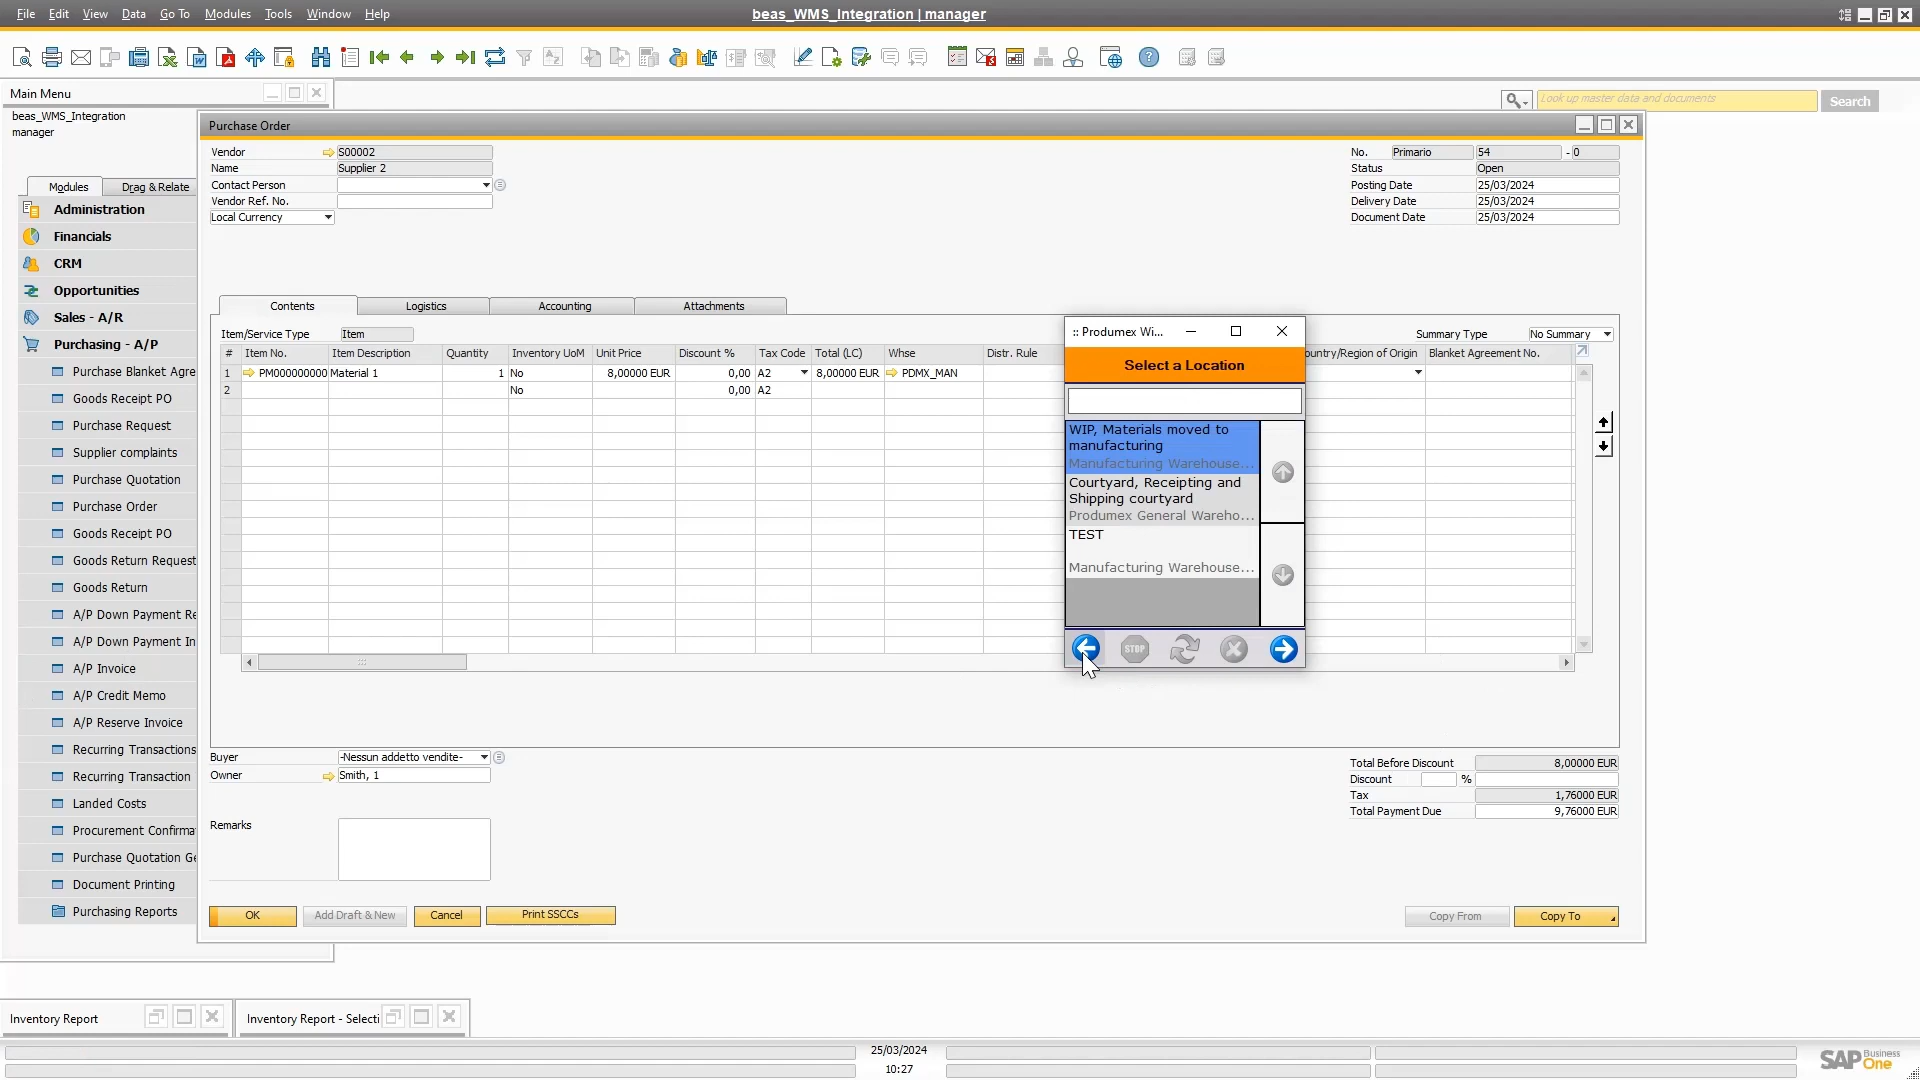 File Edit View Data Go To Modules Tools Window Help
beas_WMS_Integration | manager
Main Menu
beas_WMS_Integration
manager
Look up master data and documents
Search
Modules
Drag & Relate
Administration
Financials
CRM
Opportunities
Sales - A/R
Purchasing - A/P
Purchase Blanket Agre
Goods Receipt PO
Purchase Request
Supplier complaints
Purchase Quotation
Purchase Order
Goods Receipt PO
Goods Return Request
Goods Return
A/P Down Payment Re
A/P Down Payment In
A/P Invoice
A/P Credit Memo
A/P Reserve Invoice
Recurring Transactions
Recurring Transaction
Landed Costs
Procurement Confirma
Purchase Quotation Ge
Document Printing
Purchasing Reports
Purchase Order
Vendor S00002
Name Supplier 2
Contact Person
Vendor Ref. No.
Local Currency
No. Primario 54 - 0
Status Open
Posting Date 25/03/2024
Delivery Date 25/03/2024
Document Date 25/03/2024
Contents Logistics Accounting Attachments
Item/Service Type Item
Summary Type No Summary
# Item No. Item Description Quantity Inventory UoM Unit Price Discount % Tax Code Total (LC) Whse Distr. Rule ountry/Region of Origin Blanket Agreement No.
1 PM000000000 Material 1 1 No 8,00000 EUR 0,00 A2 8,00000 EUR PDMX_MAN
2 No 0,00 A2
:: Produmex Wi...
Select a Location
WIP, Materials moved to
manufacturing
Manufacturing Warehouse...
Courtyard, Receipting and
Shipping courtyard
Produmex General Wareho...
TEST
Manufacturing Warehouse...
STOP
Buyer -Nessun addetto vendite-
Owner Smith, 1
Remarks
Total Before Discount 8,00000 EUR
Discount %
Tax 1,76000 EUR
Total Payment Due 9,76000 EUR
OK
Add Draft & New
Cancel
Print SSCCs
Copy From
Copy To
Inventory Report
Inventory Report - Selecti
25/03/2024
10:27
SAP Business One